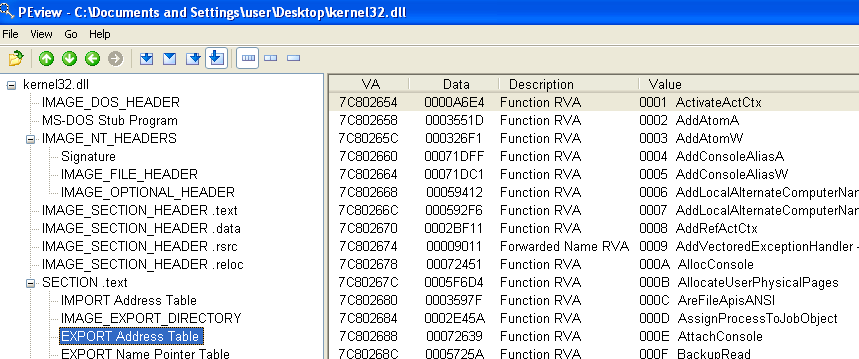 PEview - C:\Documents and Settings\user\Desktop\kernel32.dll
File View Go Help
kernel32.dll
IMAGE_DOS_HEADER
MS-DOS Stub Program
IMAGE_NT_HEADERS
Signature
IMAGE_FILE_HEADER
IMAGE_OPTIONAL_HEADER
IMAGE_SECTION_HEADER .text
IMAGE_SECTION_HEADER .data
IMAGE_SECTION_HEADER .rsrc
IMAGE_SECTION_HEADER .reloc
SECTION .text
IMPORT Address Table
IMAGE_EXPORT_DIRECTORY
EXPORT Address Table
EXPORT Name Pointer Table
VA Data Description Value
7C802654 0000A6E4 Function RVA 0001 ActivateActCtx
7C802658 0003551D Function RVA 0002 AddAtomA
7C80265C 000326F1 Function RVA 0003 AddAtomW
7C802660 00071DFF Function RVA 0004 AddConsoleAliasA
7C802664 00071DC1 Function RVA 0005 AddConsoleAliasW
7C802668 00059412 Function RVA 0006 AddLocalAlternateComputerNam
7C80266C 000592F6 Function RVA 0007 AddLocalAlternateComputerNam
7C802670 0002BF11 Function RVA 0008 AddRefActCtx
7C802674 00009011 Forwarded Name RVA 0009 AddVectoredExceptionHandler -
7C802678 00072451 Function RVA 000A AllocConsole
7C80267C 0005F6D4 Function RVA 000B AllocateUserPhysicalPages
7C802680 0003597F Function RVA 000C AreFileApisANSI
7C802684 0002E45A Function RVA 000D AssignProcessToJobObject
7C802688 00072639 Function RVA 000E AttachConsole
7C80268C 0005725A Function RVA 000F BackupRead